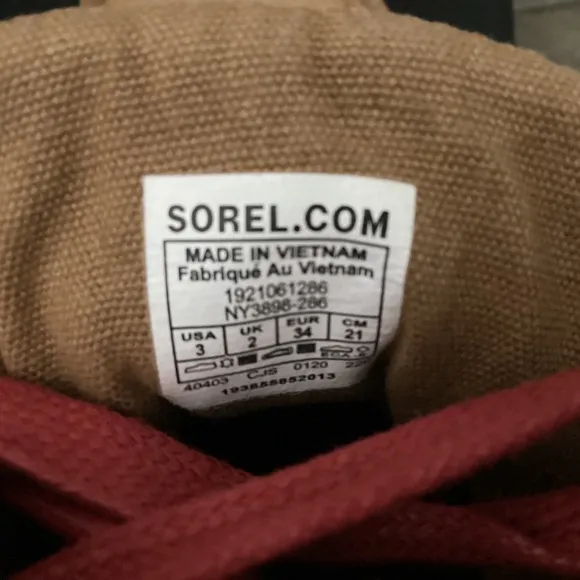 SOREL.COM
MADE IN VIETNAM
Fabriqué Au Vietnam
1921061286
NY3898-286
USA UK EUR CM
3 2 34 21
40403 CJS 0120
193855852013